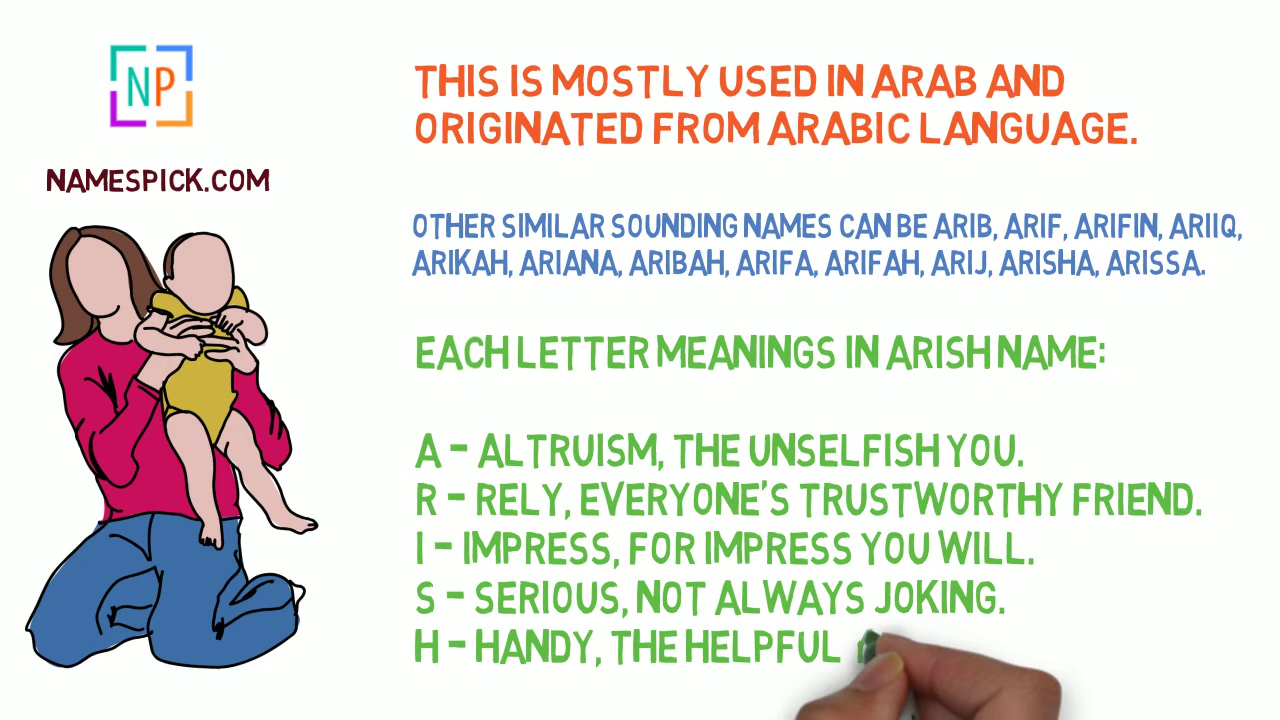 NP
NAMESPICK.COM
THIS IS MOSTLY USED IN ARAB AND
ORIGINATED FROM ARABIC LANGUAGE.
OTHER SIMILAR SOUNDING NAMES CAN BE ARIB, ARIF, ARIFIN, ARIIQ,
ARIKAH, ARIANA, ARIBAH, ARIFA, ARIFAH, ARIJ, ARISHA, ARISSA.
EACH LETTER MEANINGS IN ARISH NAME:
A - ALTRUISM, THE UNSELFISH YOU.
R - RELY, EVERYONE'S TRUSTWORTHY FRIEND.
I - IMPRESS, FOR IMPRESS YOU WILL.
S - SERIOUS, NOT ALWAYS JOKING.
H - HANDY, THE HELPFUL